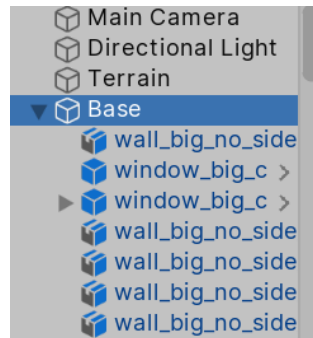 Main Camera
Directional Light
Terrain
Base
wall_big_no_side
window_big_c
window_big_c
wall_big_no_side
wall_big_no_side
wall_big_no_side
wall_big_no_side